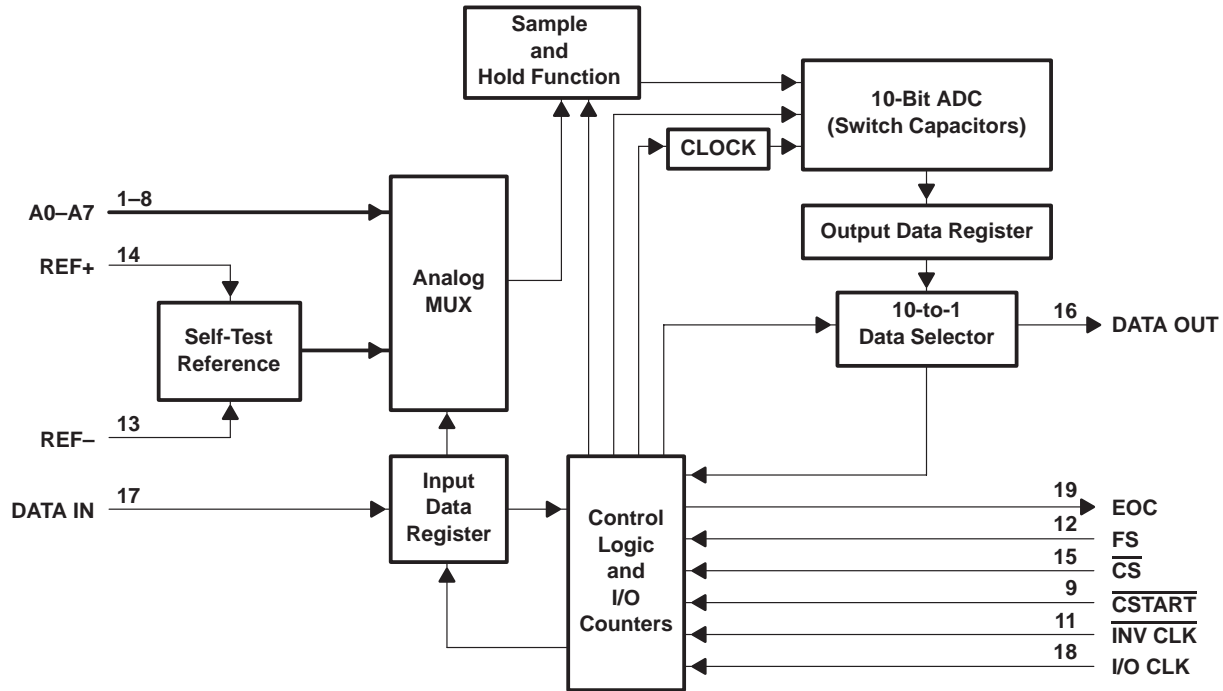 Sample
and
Hold Function
10-Bit ADC
(Switch Capacitors)
CLOCK
A0–A7
1–8
REF+
14
Analog
MUX
Output Data Register
Self-Test
Reference
10-to-1
Data Selector
16
DATA OUT
REF–
13
DATA IN
17
Input
Data
Register
Control
Logic
and
I/O
Counters
19
EOC
12
FS
15
CS
9
CSTART
11
INV CLK
18
I/O CLK